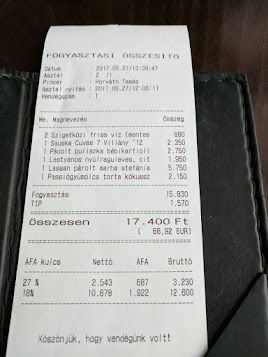 FOGYASZTÁSI ÖSSZESÍTŐ
Dátum : 2017.05.27/13:39:47
Asztal : 2 /1
Pincér : Horváth Tamás
Asztal nyitás : 2017.05.27/12:06:11
Vendégszám : 1
Me. Megnevezés Összeg
2 Szigetközi friss víz (mentes 680
1 Sauska Cuvée 7 Villány '12 2.350
1 Pácolt puliszka bébikarfiol 2.750
1 Lestyános nyúlraguleves, cit 1.950
1 Lassan párolt marha stefánia 5.750
1 Passiógyümölcs torta kókusz 2.150
Fogyasztás 15.830
TIP 1.570
Összesen 17.400 Ft
( 66,92 EUR)
ÁFA kulcs Nettó ÁFA Bruttó
27 % 2.543 687 3.230
18% 10.678 1.922 12.600
Köszönjük, hogy vendégünk volt!